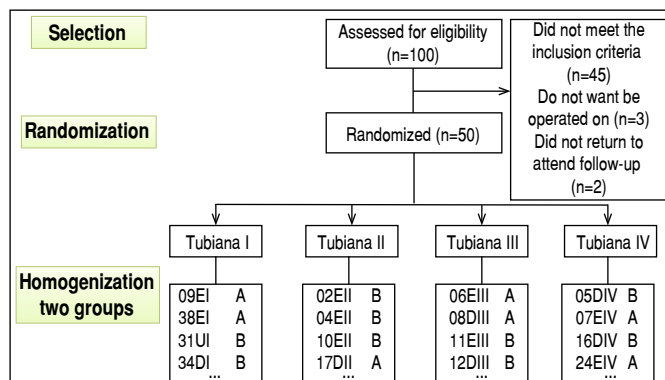 Selection
Assessed for eligibility
(n=100)
Did not meet the
inclusion criteria
(n=45)
Do not want be
operated on (n=3)
Did not return to
attend follow-up
(n=2)
Randomization
Randomized (n=50)
Tubiana I
Tubiana II
Tubiana III
Tubiana IV
Homogenization
two groups
09EI A
38EI A
31UI B
34DI B
...
02EII B
04EII B
10EII B
17DII A
...
06EIII A
08DIII A
11EIII B
12DIII B
...
05DIV B
07EIV A
16DIV B
24EIV A
...